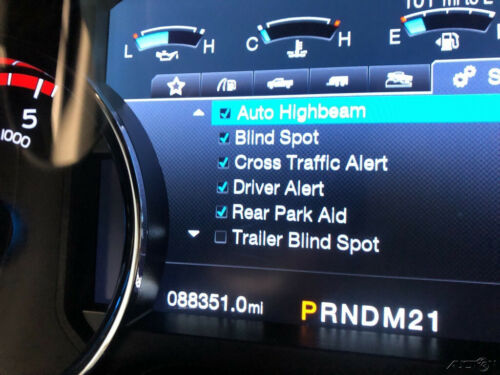 101 mi to E
L H C H E
S
5
Auto Highbeam
1000
Blind Spot
Cross Traffic Alert
Driver Alert
Rear Park Aid
Trailer Blind Spot
088351.0mi PRNDM21